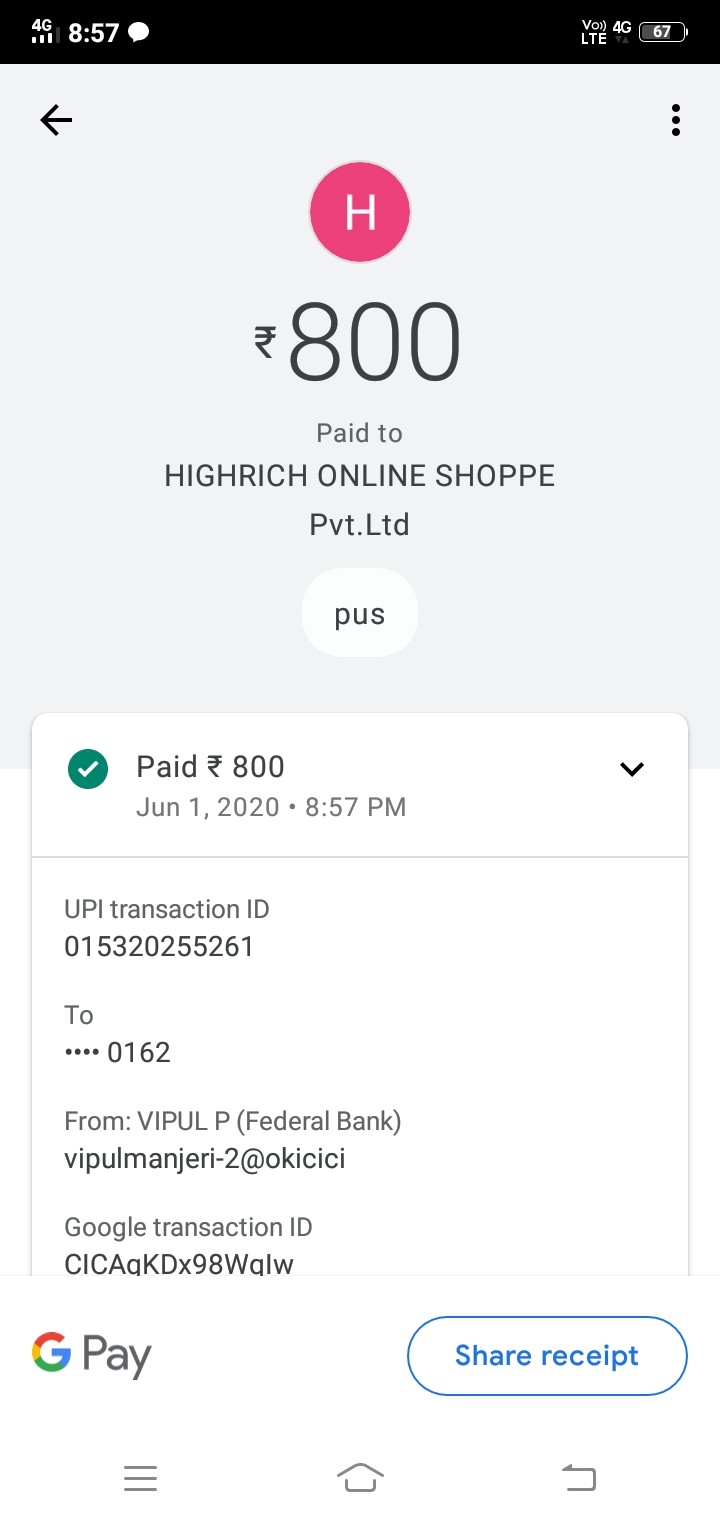 4G 8:57 Vo)) LTE 4G 67
H
₹800
Paid to
HIGHRICH ONLINE SHOPPE
Pvt.Ltd
pus
Paid ₹ 800
Jun 1, 2020 • 8:57 PM
UPI transaction ID
015320255261
To
•••• 0162
From: VIPUL P (Federal Bank)
vipulmanjeri-2@okicici
Google transaction ID
CICAgKDx98WqIw
G Pay
Share receipt